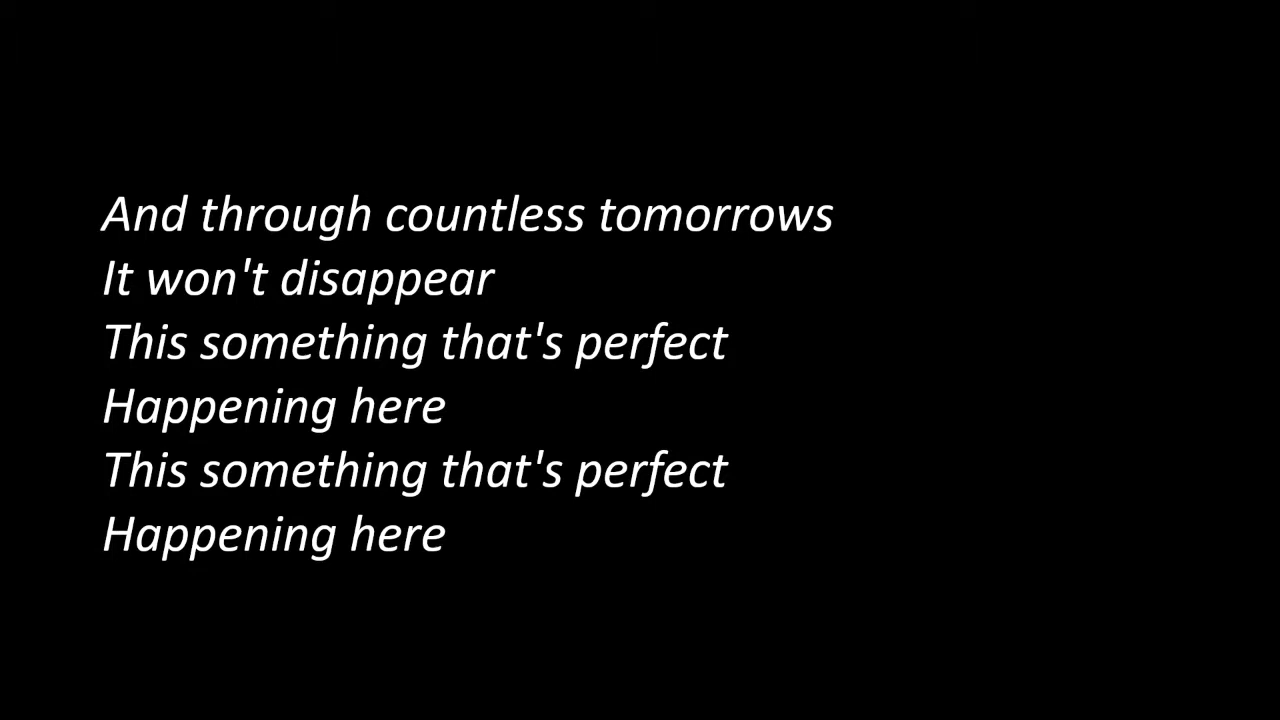 And through countless tomorrows
It won't disappear
This something that's perfect
Happening here
This something that's perfect
Happening here